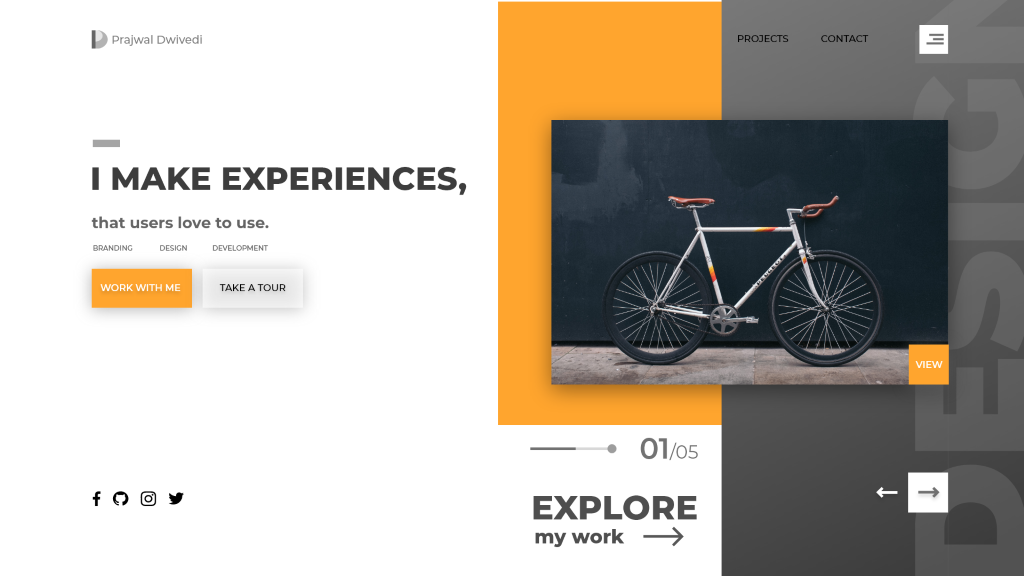 Prajwal Dwivedi
PROJECTS
CONTACT
I MAKE EXPERIENCES,
that users love to use.
BRANDING
DESIGN
DEVELOPMENT
WORK WITH ME
TAKE A TOUR
PEUGEOT
VIEW
01/05
EXPLORE
my work
DESIGN